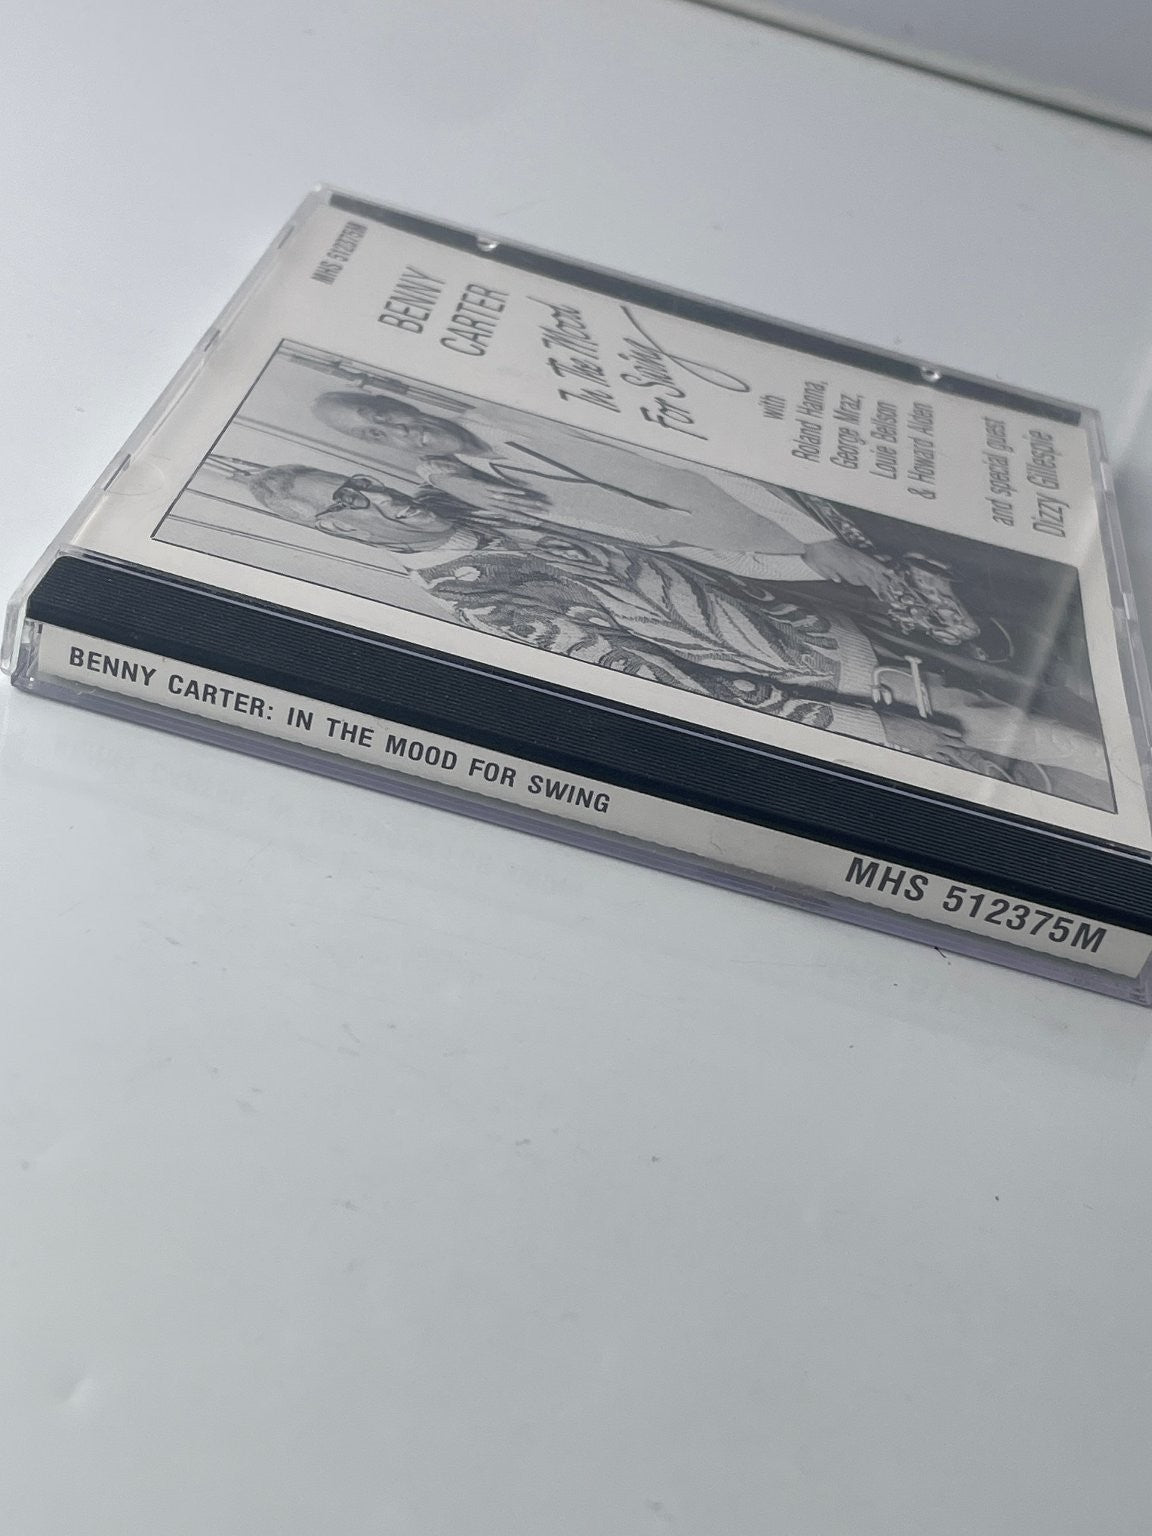 MHS 512375M
BENNY
CARTER
In The Mood
For Swing
with
Roland Hanna,
George Mraz,
Louie Belson
& Howard Alden
and special guest
Dizzy Gillespie
BENNY CARTER: IN THE MOOD FOR SWING
MHS 512375M